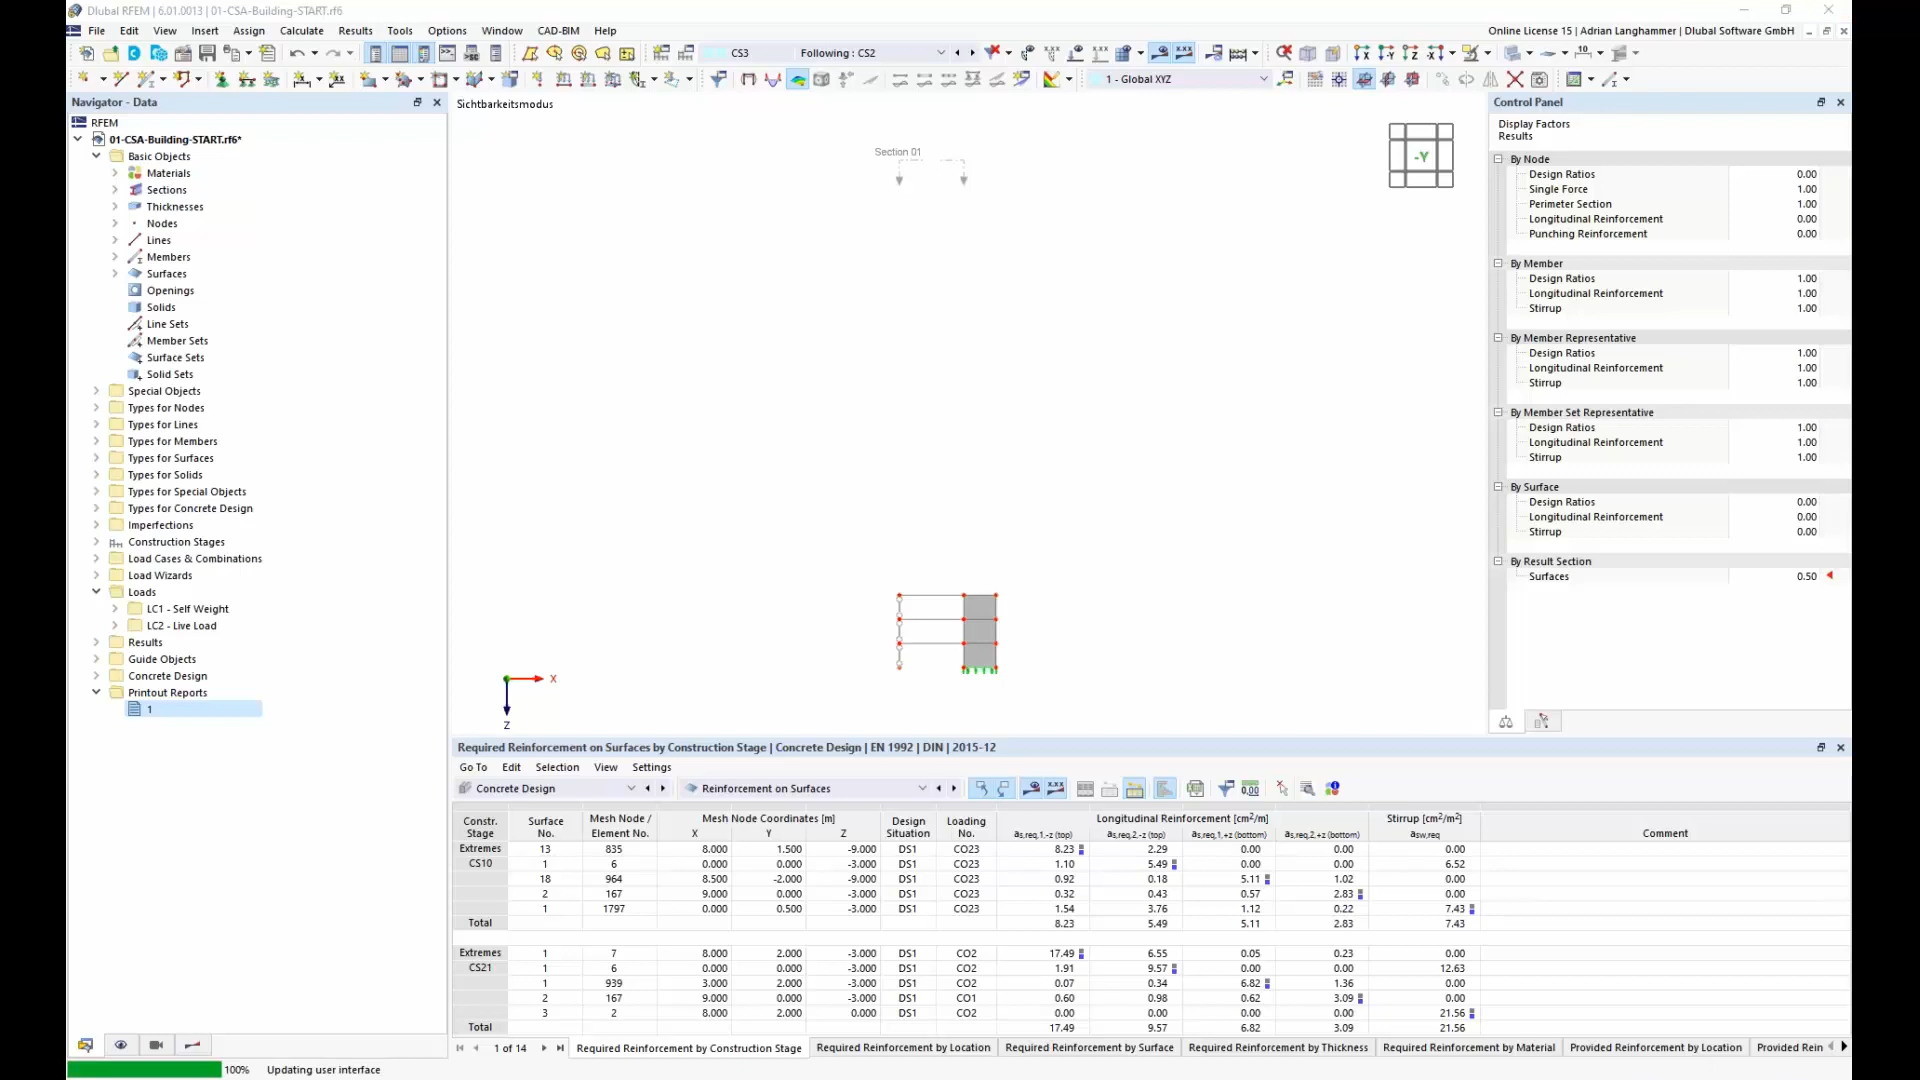 Dlubal RFEM | 6.01.0013 | 01-CSA-Building-START.rf6
File Edit View Insert Assign Calculate Results Tools Options Window CAD-BIM Help
Online License 15 | Adrian Langhammer | Dlubal Software GmbH
CS3 Following : CS2
1 - Global XYZ
Navigator - Data
RFEM
01-CSA-Building-START.rf6*
Basic Objects
Materials
Sections
Thicknesses
Nodes
Lines
Members
Surfaces
Openings
Solids
Line Sets
Member Sets
Surface Sets
Solid Sets
Special Objects
Types for Nodes
Types for Lines
Types for Members
Types for Surfaces
Types for Solids
Types for Special Objects
Types for Concrete Design
Imperfections
Construction Stages
Load Cases & Combinations
Load Wizards
Loads
LC1 - Self Weight
LC2 - Live Load
Results
Guide Objects
Concrete Design
Printout Reports
1
100% Updating user interface
Sichtbarkeitsmodus
Section 01
-Y
X
Z
Control Panel
Display Factors
Results
By Node
Design Ratios 0.00
Single Force 1.00
Perimeter Section 1.00
Longitudinal Reinforcement 0.00
Punching Reinforcement 0.00
By Member
Design Ratios 1.00
Longitudinal Reinforcement 1.00
Stirrup 1.00
By Member Representative
Design Ratios 1.00
Longitudinal Reinforcement 1.00
Stirrup 1.00
By Member Set Representative
Design Ratios 1.00
Longitudinal Reinforcement 1.00
Stirrup 1.00
By Surface
Design Ratios 0.00
Longitudinal Reinforcement 0.00
Stirrup 0.00
By Result Section
Surfaces 0.50
Required Reinforcement on Surfaces by Construction Stage | Concrete Design | EN 1992 | DIN | 2015-12
Go To Edit Selection View Settings
Concrete Design Reinforcement on Surfaces
Constr. Surface Mesh Node / Mesh Node Coordinates [m] Design Loading Longitudinal Reinforcement [cm²/m] Stirrup [cm²/m²]
Stage No. Element No. X Y Z Situation No. as,req,1,-z (top) as,req,2,-z (top) as,req,1,+z (bottom) as,req,2,+z (bottom) asw,req Comment
Extremes 13 835 8.000 1.500 -9.000 DS1 CO23 8.23 2.29 0.00 0.00 0.00
CS10 1 6 0.000 0.000 -3.000 DS1 CO23 1.10 5.49 0.00 0.00 6.52
18 964 8.500 -2.000 -9.000 DS1 CO23 0.92 0.18 5.11 1.02 0.00
2 167 9.000 0.000 -3.000 DS1 CO23 0.32 0.43 0.57 2.83 0.00
1 1797 0.000 0.500 -3.000 DS1 CO23 1.54 3.76 1.12 0.22 7.43
Total 8.23 5.49 5.11 2.83 7.43
Extremes 1 7 8.000 2.000 -3.000 DS1 CO2 17.49 6.55 0.05 0.23 0.00
CS21 1 6 0.000 0.000 -3.000 DS1 CO2 1.91 9.57 0.00 0.00 12.63
1 939 3.000 2.000 -3.000 DS1 CO2 0.07 0.34 6.82 1.36 0.00
2 167 9.000 0.000 -3.000 DS1 CO1 0.60 0.98 0.62 3.09 0.00
3 2 8.000 2.000 0.000 DS1 CO2 0.00 0.00 0.00 0.00 21.56
Total 17.49 9.57 6.82 3.09 21.56
1 of 14 Required Reinforcement by Construction Stage Required Reinforcement by Location Required Reinforcement by Surface Required Reinforcement by Thickness Required Reinforcement by Material Provided Reinforcement by Location Provided Rein